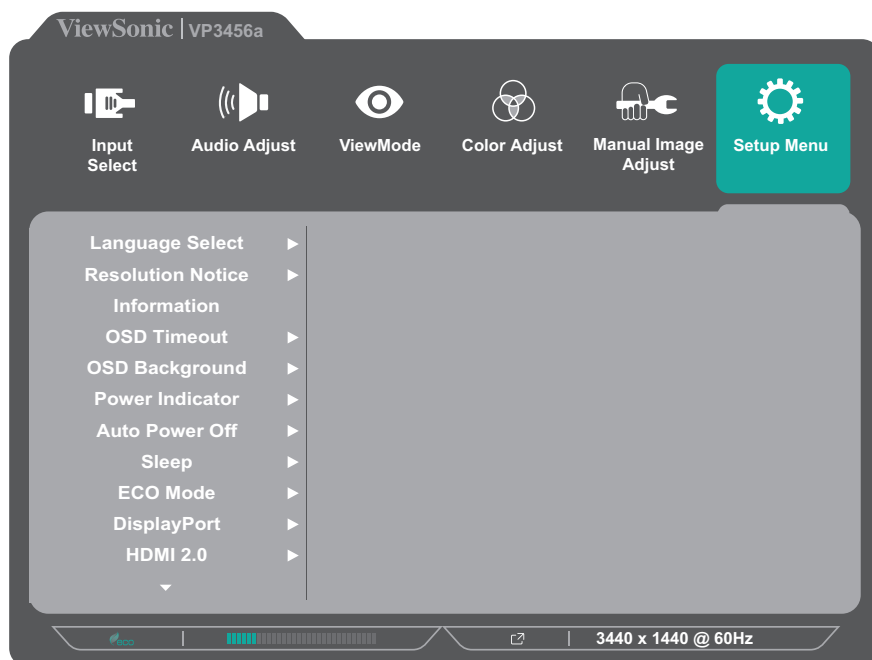 ViewSonic | VP3456a
Input Select
Audio Adjust
ViewMode
Color Adjust
Manual Image Adjust
Setup Menu
Language Select
Resolution Notice
Information
OSD Timeout
OSD Background
Power Indicator
Auto Power Off
Sleep
ECO Mode
DisplayPort
HDMI 2.0
eco
3440 x 1440 @ 60Hz